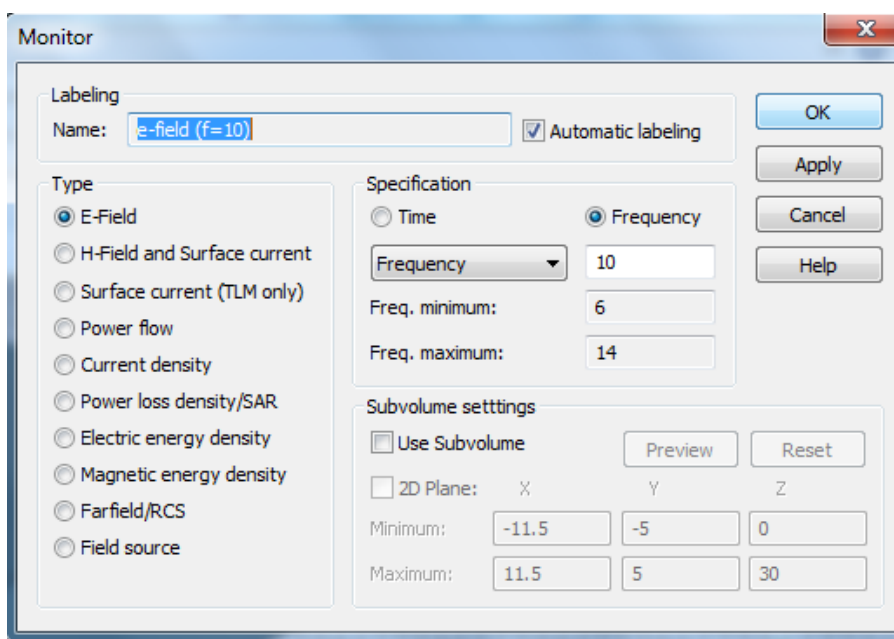 Monitor
Labeling
Name: e-field (f=10) Automatic labeling
OK
Apply
Cancel
Help
Type
E-Field
H-Field and Surface current
Surface current (TLM only)
Power flow
Current density
Power loss density/SAR
Electric energy density
Magnetic energy density
Farfield/RCS
Field source
Specification
Time Frequency
Frequency 10
Freq. minimum: 6
Freq. maximum: 14
Subvolume setttings
Use Subvolume Preview Reset
2D Plane: X Y Z
Minimum: -11.5 -5 0
Maximum: 11.5 5 30